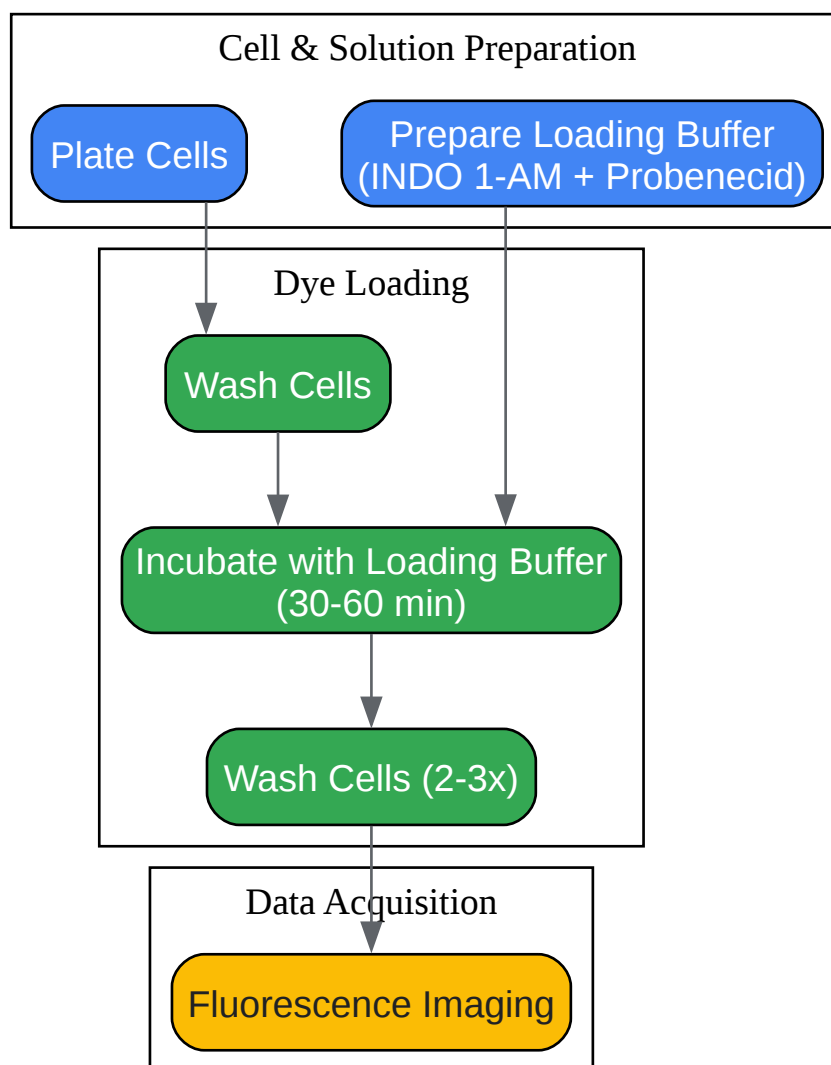 Cell & Solution Preparation
Plate Cells
Prepare Loading Buffer
(INDO 1-AM + Probenecid)
Dye Loading
Wash Cells
Incubate with Loading Buffer
(30-60 min)
Wash Cells (2-3x)
Data Acquisition
Fluorescence Imaging